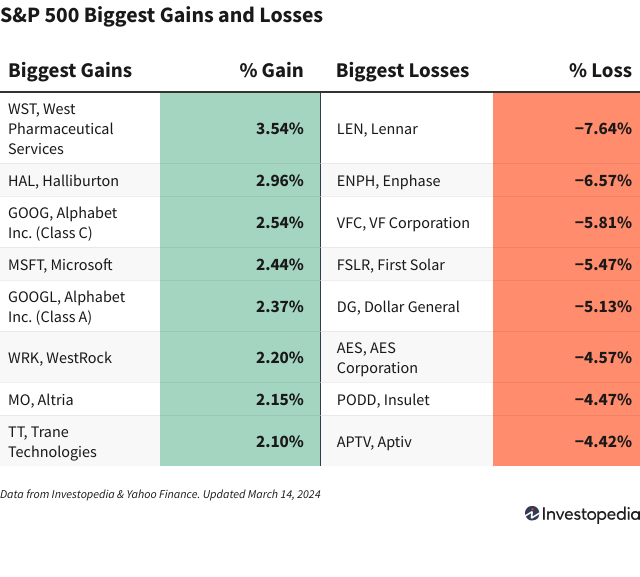 S&P 500 Biggest Gains and Losses
Biggest Gains % Gain Biggest Losses % Loss
WST, West
Pharmaceutical
Services
3.54%
LEN, Lennar
−7.64%
HAL, Halliburton
2.96%
ENPH, Enphase
−6.57%
GOOG, Alphabet
Inc. (Class C)
2.54%
VFC, VF Corporation
−5.81%
MSFT, Microsoft
2.44%
FSLR, First Solar
−5.47%
GOOGL, Alphabet
Inc. (Class A)
2.37%
DG, Dollar General
−5.13%
WRK, WestRock
2.20%
AES, AES
Corporation
−4.57%
MO, Altria
2.15%
PODD, Insulet
−4.47%
TT, Trane
Technologies
2.10%
APTV, Aptiv
−4.42%
Data from Investopedia & Yahoo Finance. Updated March 14, 2024
Investopedia